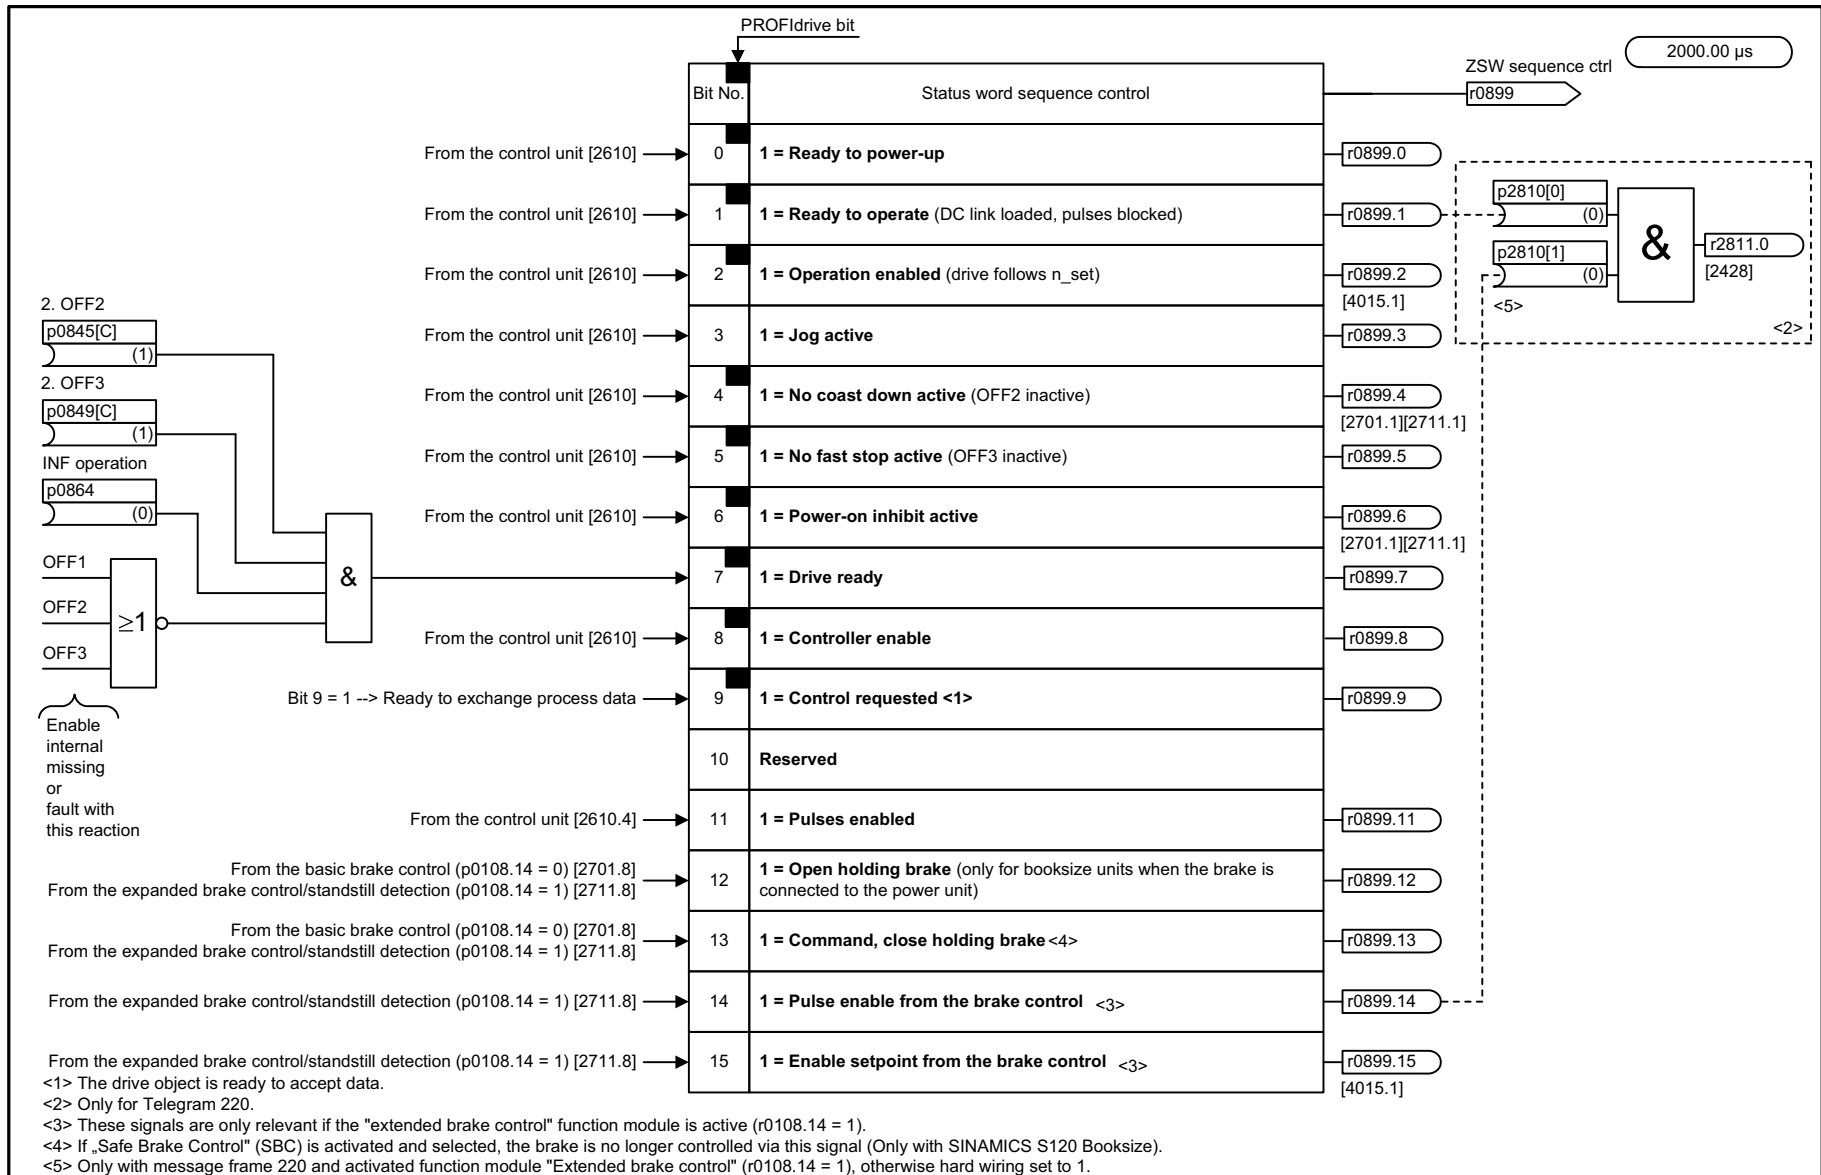 PROFIdrive bit
2000.00 µs
ZSW sequence ctrl
Bit No. Status word sequence control r0899
From the control unit [2610] 0 1 = Ready to power-up r0899.0
From the control unit [2610] 1 1 = Ready to operate (DC link loaded, pulses blocked) r0899.1
p2810[0]
(0)
&
r2811.0
[2428]
p2810[1]
(0)
<5>
<2>
From the control unit [2610] 2 1 = Operation enabled (drive follows n_set) r0899.2
[4015.1]
From the control unit [2610] 3 1 = Jog active r0899.3
From the control unit [2610] 4 1 = No coast down active (OFF2 inactive) r0899.4
[2701.1][2711.1]
From the control unit [2610] 5 1 = No fast stop active (OFF3 inactive) r0899.5
From the control unit [2610] 6 1 = Power-on inhibit active r0899.6
[2701.1][2711.1]
2. OFF2
p0845[C]
(1)
2. OFF3
p0849[C]
(1)
INF operation
p0864
(0)
OFF1
OFF2
OFF3
≥1
&
Enable
internal
missing
or
fault with
this reaction
7 1 = Drive ready r0899.7
From the control unit [2610] 8 1 = Controller enable r0899.8
Bit 9 = 1 --> Ready to exchange process data 9 1 = Control requested <1> r0899.9
10 Reserved
From the control unit [2610.4] 11 1 = Pulses enabled r0899.11
From the basic brake control (p0108.14 = 0) [2701.8]
From the expanded brake control/standstill detection (p0108.14 = 1) [2711.8]
12 1 = Open holding brake (only for booksize units when the brake is
connected to the power unit)
r0899.12
From the basic brake control (p0108.14 = 0) [2701.8]
From the expanded brake control/standstill detection (p0108.14 = 1) [2711.8]
13 1 = Command, close holding brake <4> r0899.13
From the expanded brake control/standstill detection (p0108.14 = 1) [2711.8] 14 1 = Pulse enable from the brake control <3> r0899.14
From the expanded brake control/standstill detection (p0108.14 = 1) [2711.8] 15 1 = Enable setpoint from the brake control <3> r0899.15
[4015.1]
<1> The drive object is ready to accept data.
<2> Only for Telegram 220.
<3> These signals are only relevant if the "extended brake control" function module is active (r0108.14 = 1).
<4> If „Safe Brake Control" (SBC) is activated and selected, the brake is no longer controlled via this signal (Only with SINAMICS S120 Booksize).
<5> Only with message frame 220 and activated function module "Extended brake control" (r0108.14 = 1), otherwise hard wiring set to 1.